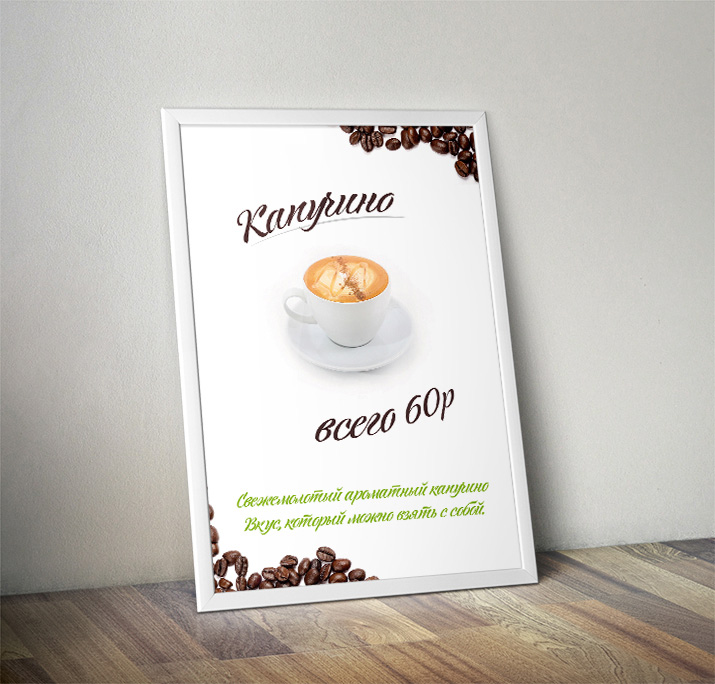 Капучино
всего 60р
Свежемолотый ароматный капучино
Вкус, который можно взять с собой.